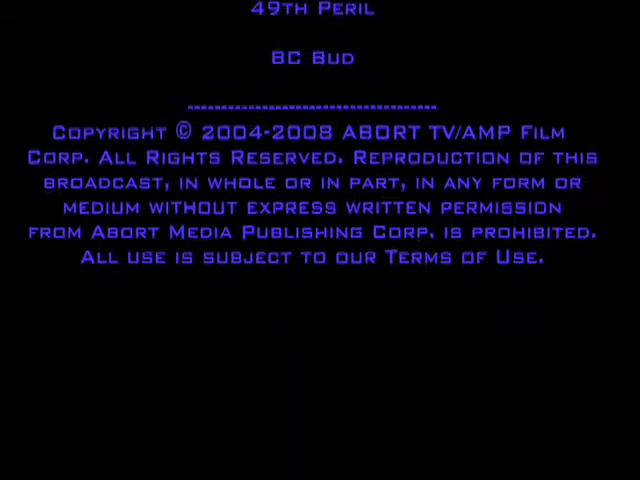 49th Peril
BC Bud
-------------------------------------
Copyright © 2004-2008 ABORT TV/AMP Film
Corp. All Rights Reserved. Reproduction of this
broadcast, in whole or in part, in any form or
medium without express written permission
from Abort Media Publishing Corp. is prohibited.
All use is subject to our Terms of Use.